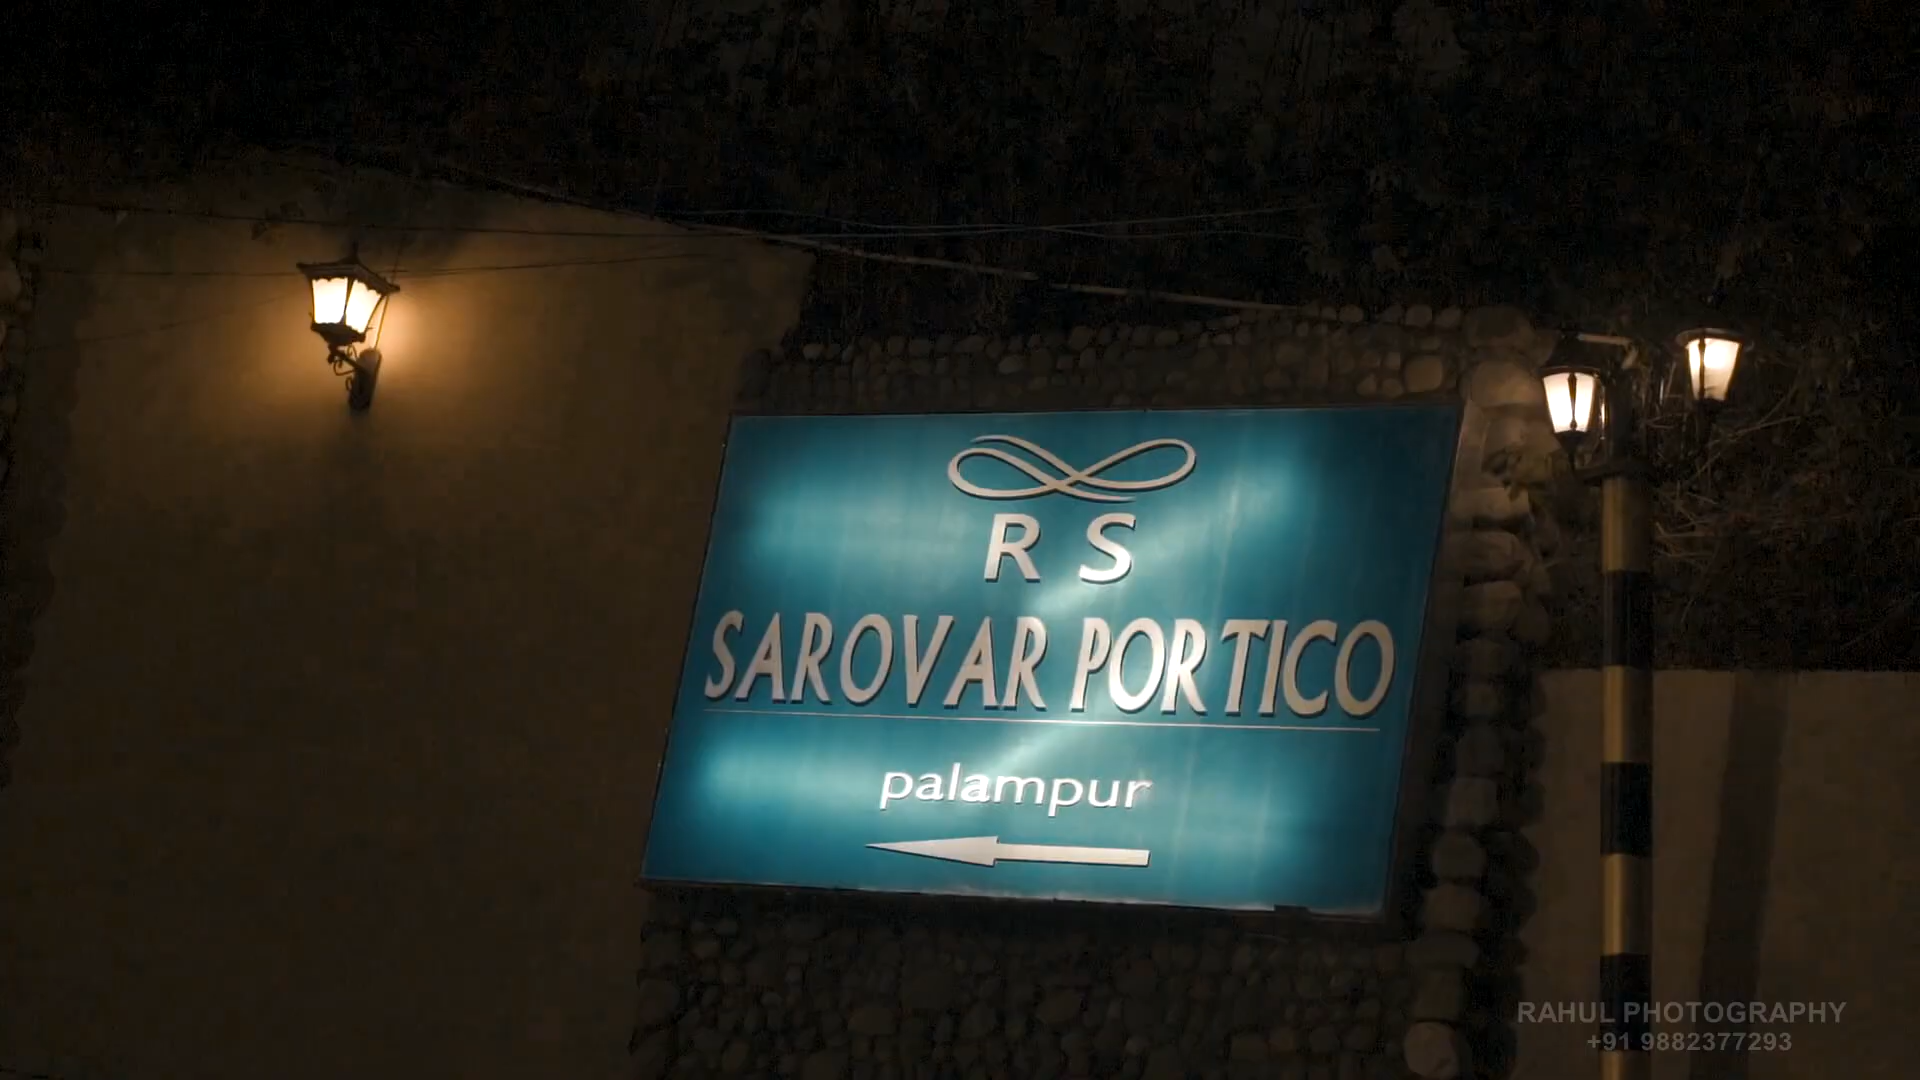 R S
SAROVAR PORTICO
palampur
RAHUL PHOTOGRAPHY
+91 9882377293